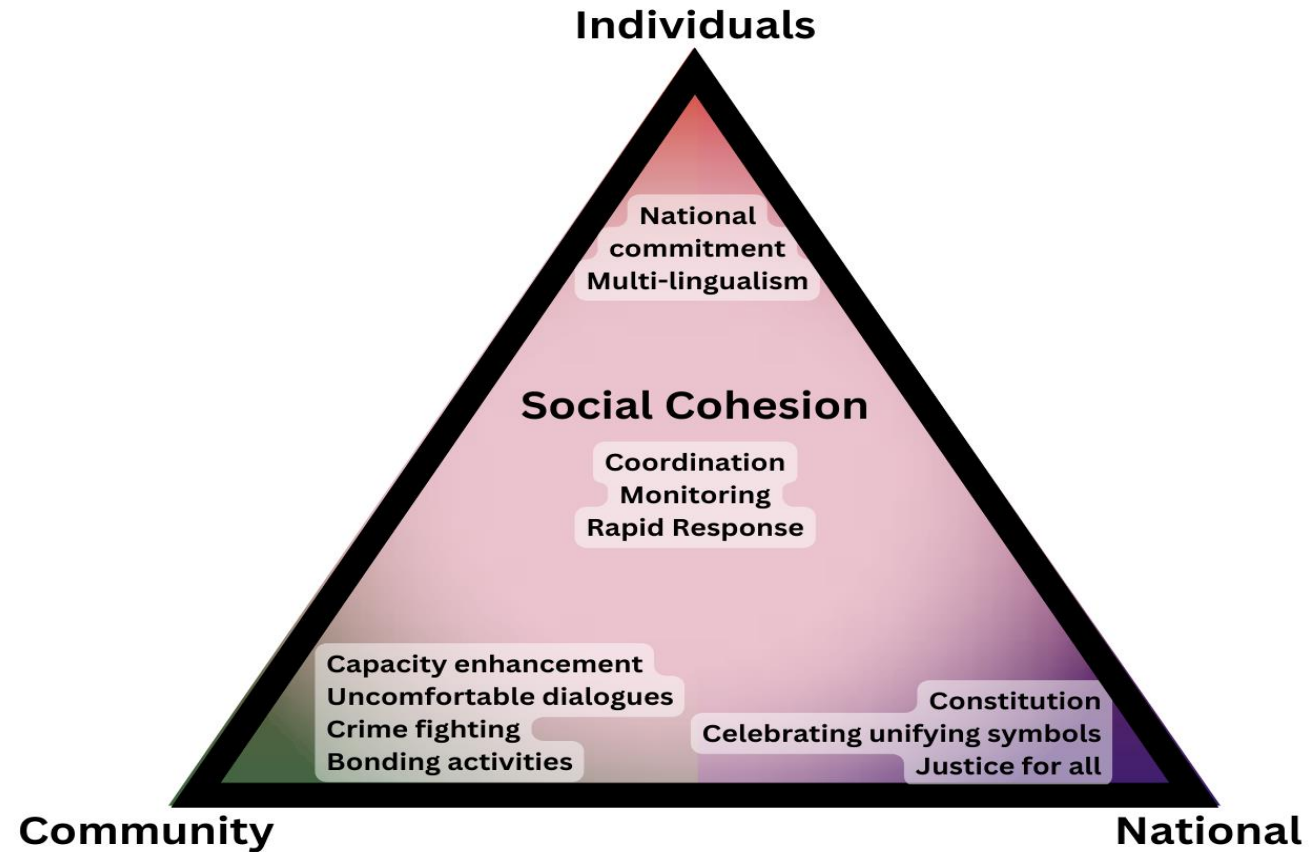 Individuals
National
commitment
Multi-lingualism
Social Cohesion
Coordination
Monitoring
Rapid Response
Capacity enhancement
Uncomfortable dialogues
Crime fighting
Bonding activities
Constitution
Celebrating unifying symbols
Justice for all
Community
National